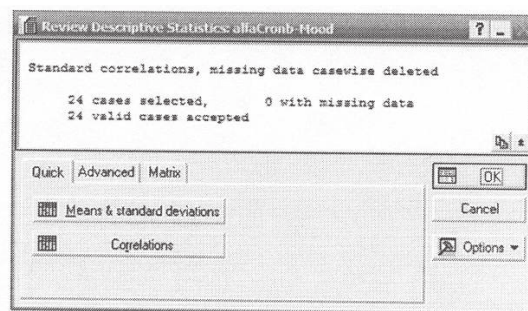 Review Descriptive Statistics: alfaCronb-Mood
Standard correlations, missing data casewise deleted
24 cases selected, 0 with missing data
24 valid cases accepted
Quick Advanced Matrix
Means & standard deviations
Correlations
OK
Cancel
Options